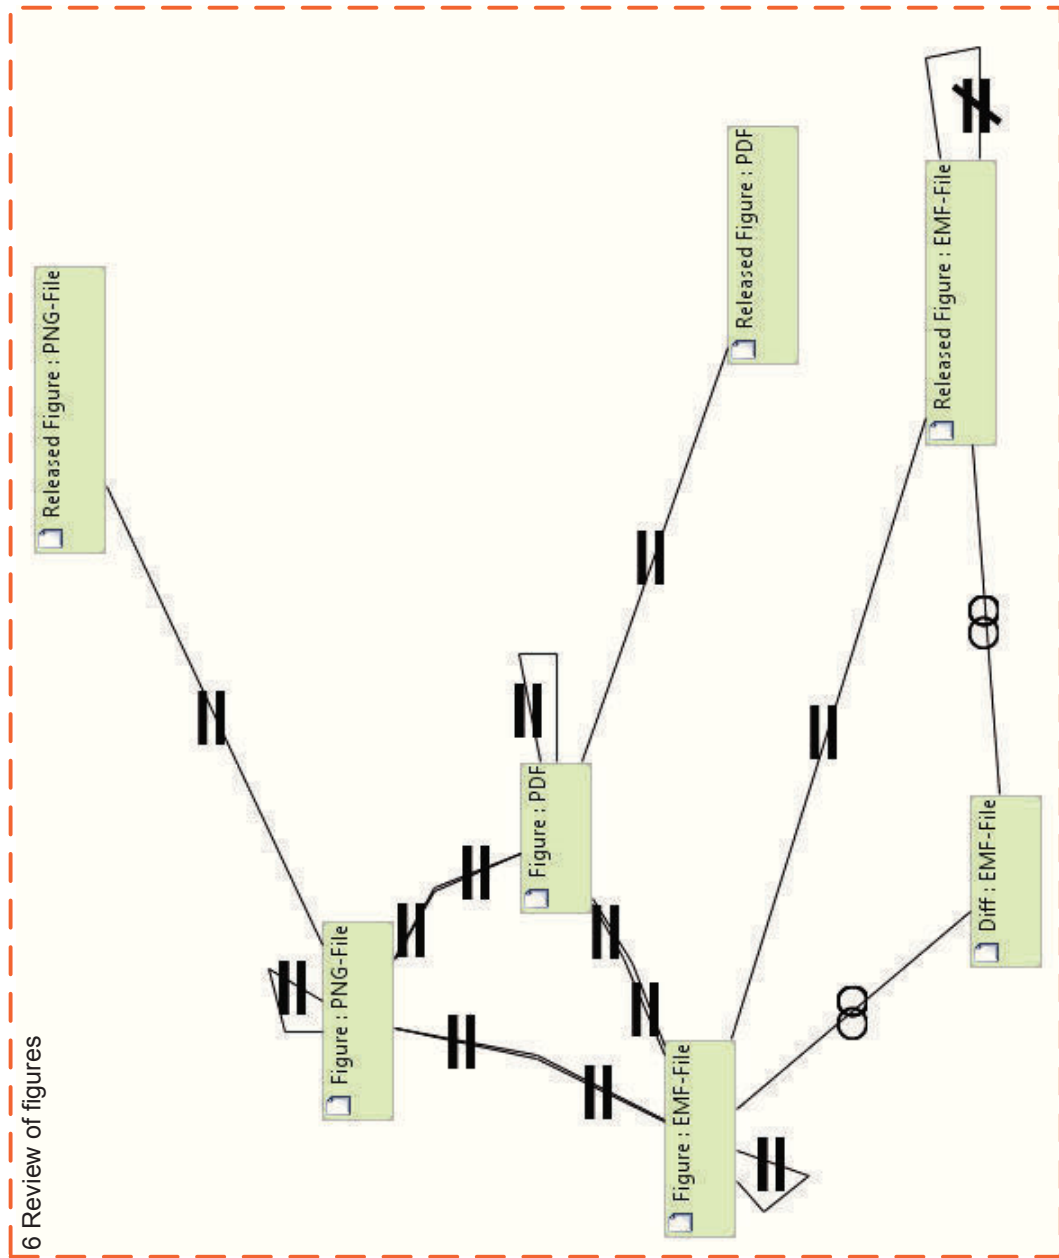 6 Review of figures
Released Figure : PNG-File
Figure : PNG-File
Figure : PDF
Released Figure : PDF
Figure : EMF-File
Released Figure : EMF-File
Diff : EMF-File